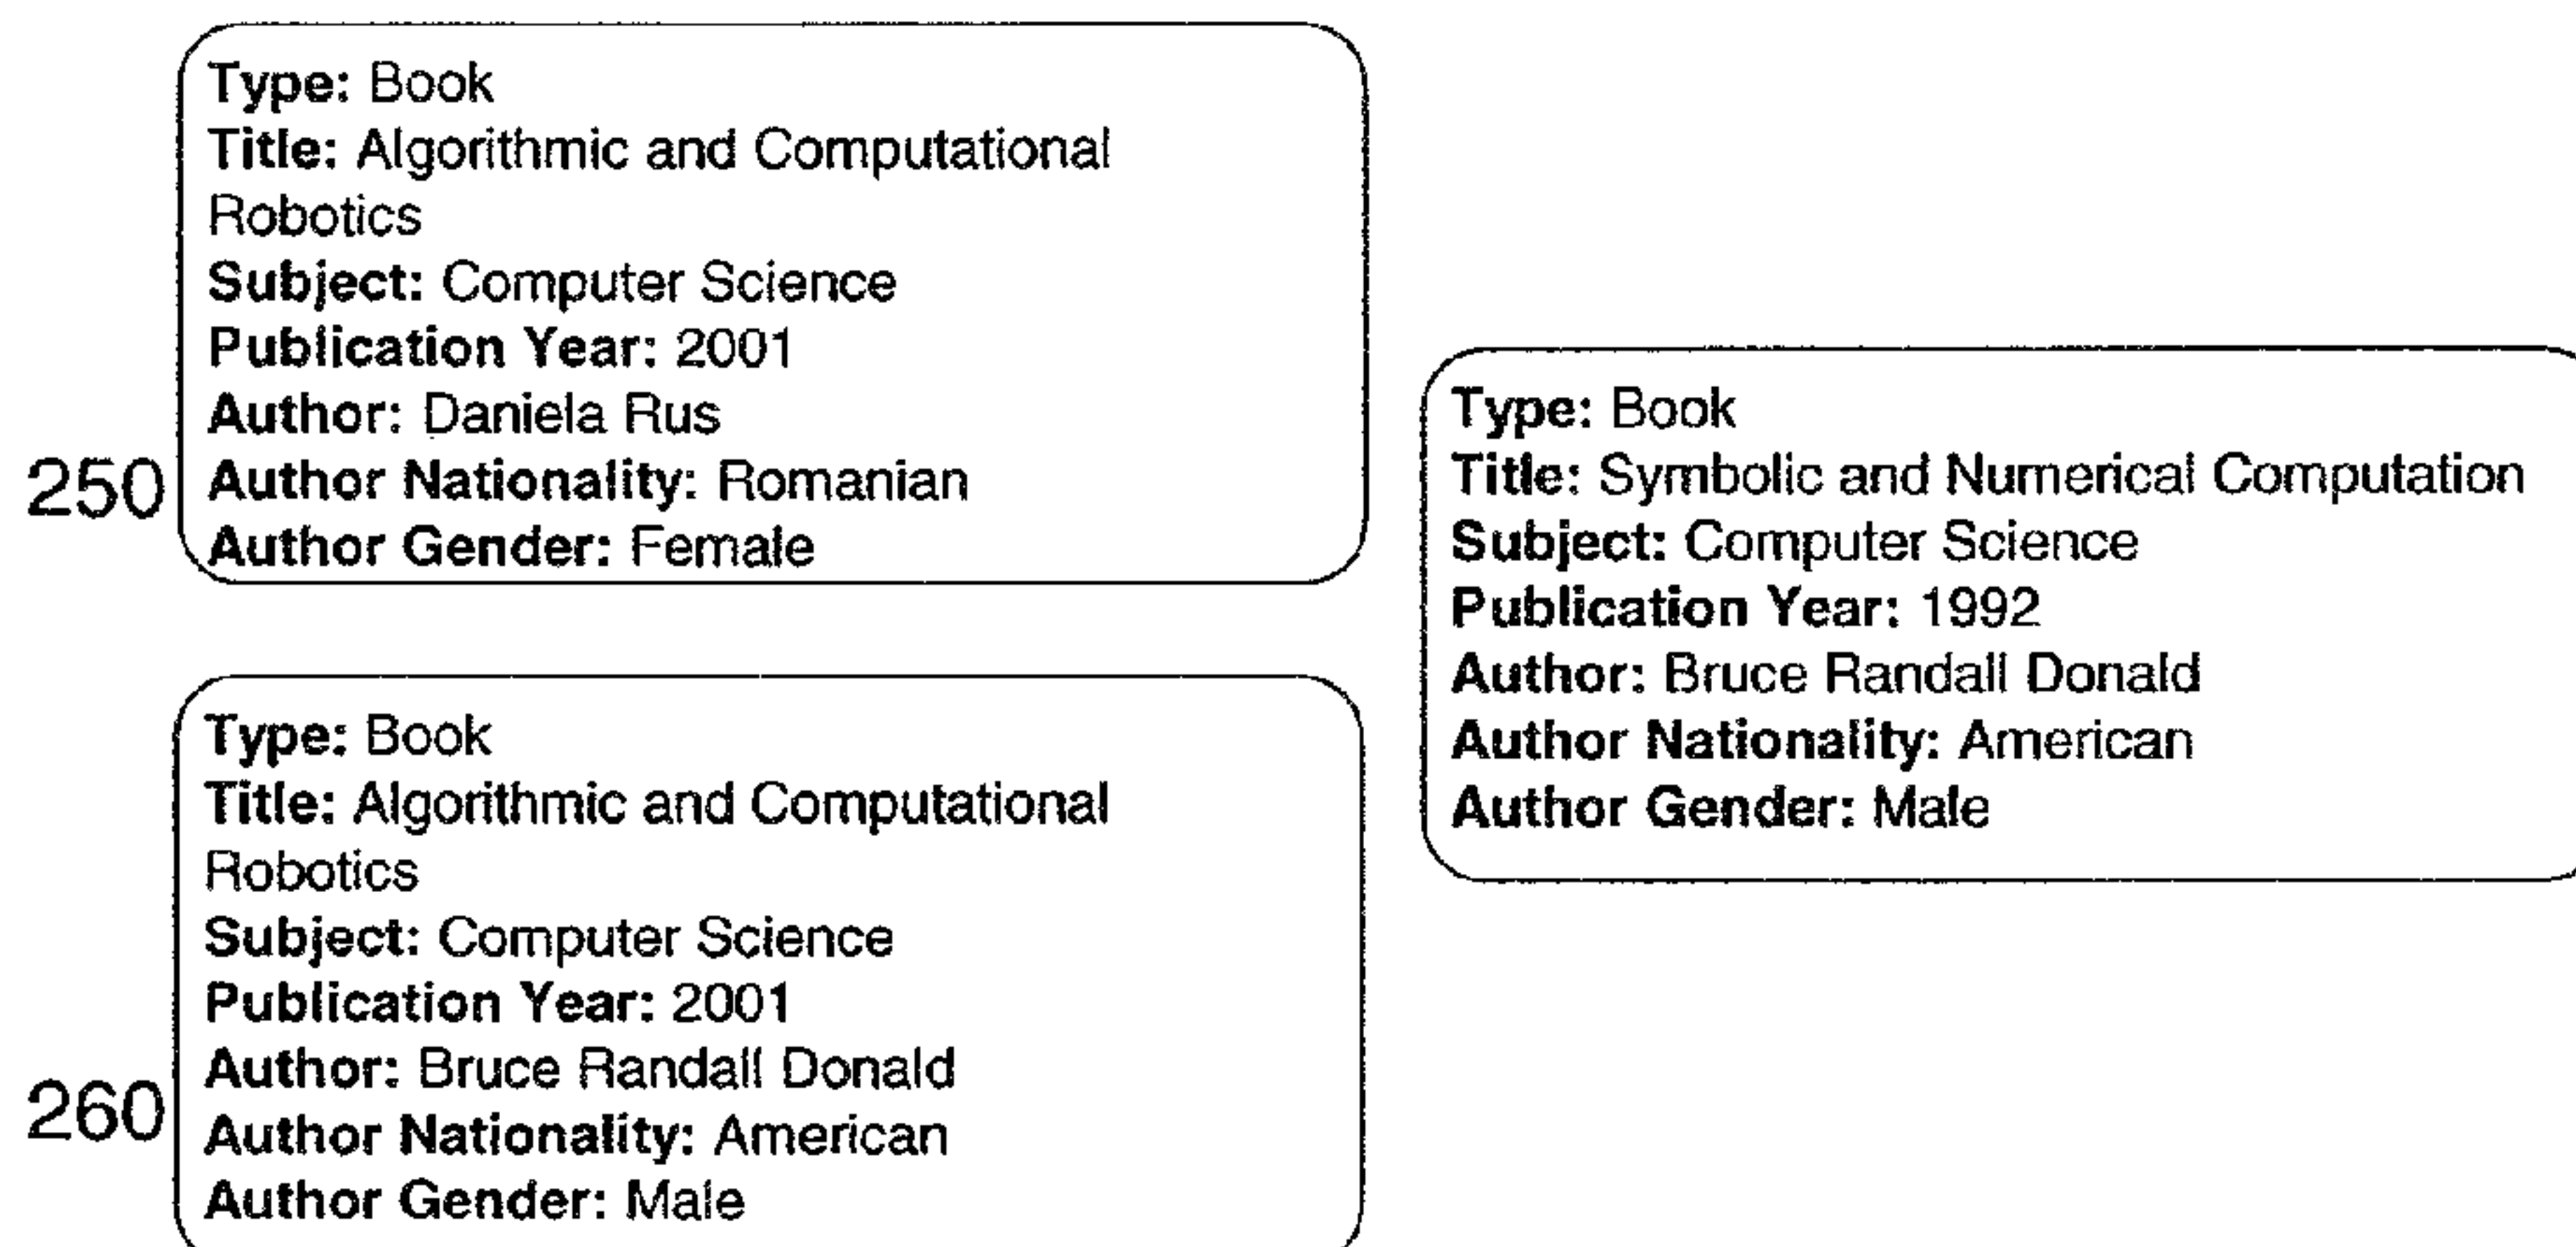 Type: Book
Title: Algorithmic and Computational
Robotics
Subject: Computer Science
Publication Year: 2001
Author: Daniela Rus
250 Author Nationality: Romanian
Author Gender: Female
Type: Book
Title: Algorithmic and Computational
Robotics
Subject: Computer Science
Publication Year: 2001
Author: Bruce Randall Donald
260 Author Nationality: American
Author Gender: Male
Type: Book
Title: Symbolic and Numerical Computation
Subject: Computer Science
Publication Year: 1992
Author: Bruce Randall Donald
Author Nationality: American
Author Gender: Male